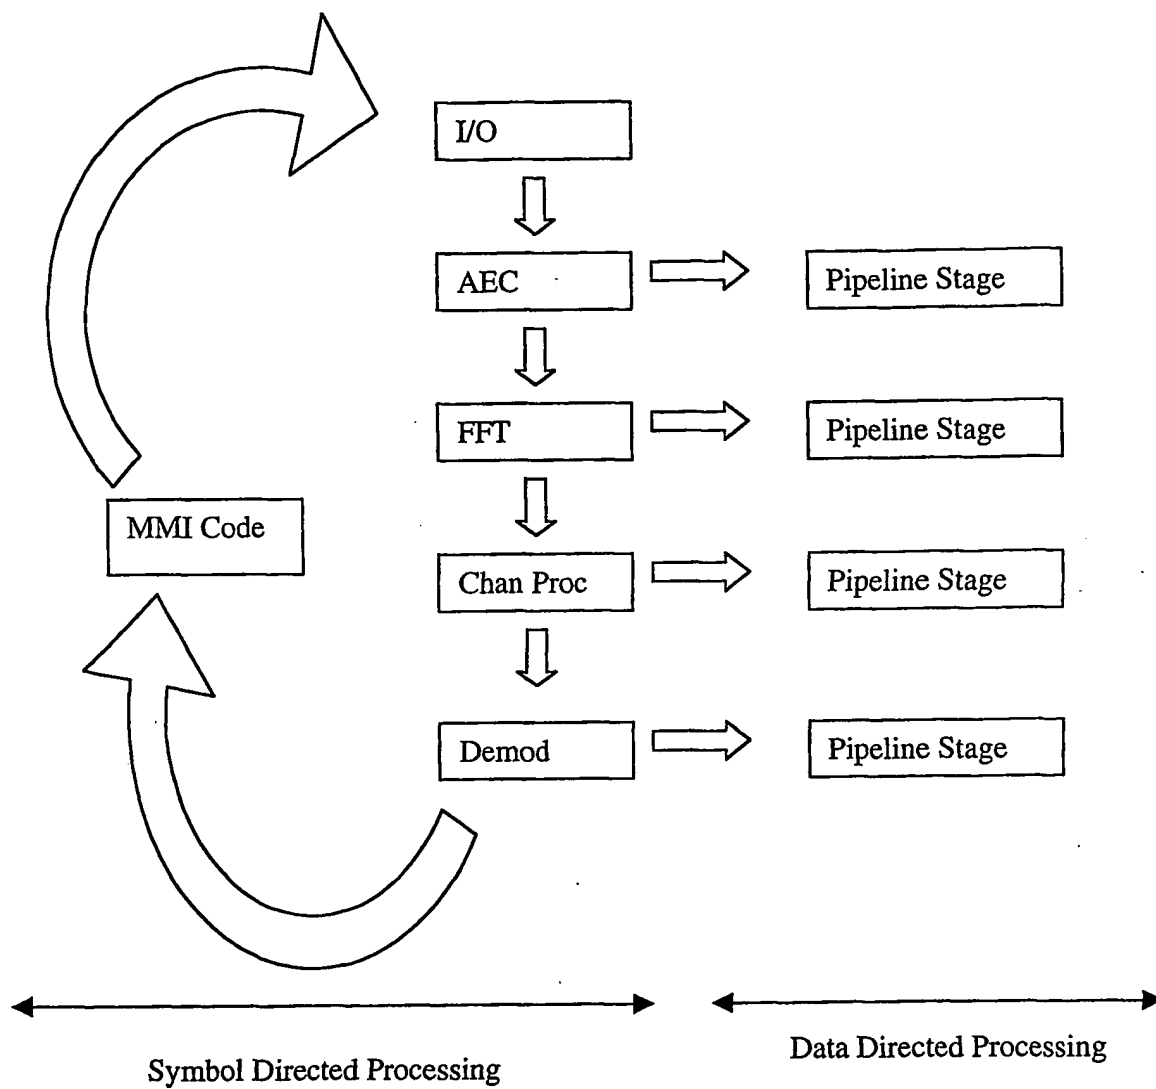 I/O
AEC
Pipeline Stage
FFT
Pipeline Stage
MMI Code
Chan Proc
Pipeline Stage
Demod
Pipeline Stage
Symbol Directed Processing
Data Directed Processing